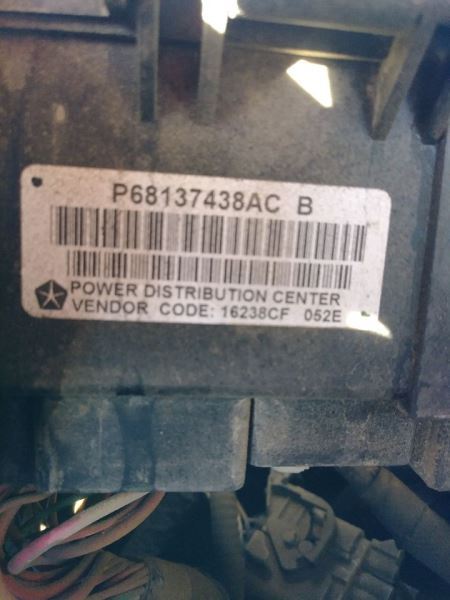 P68137438AC B
POWER DISTRIBUTION CENTER
VENDOR CODE: 16238CF 052E